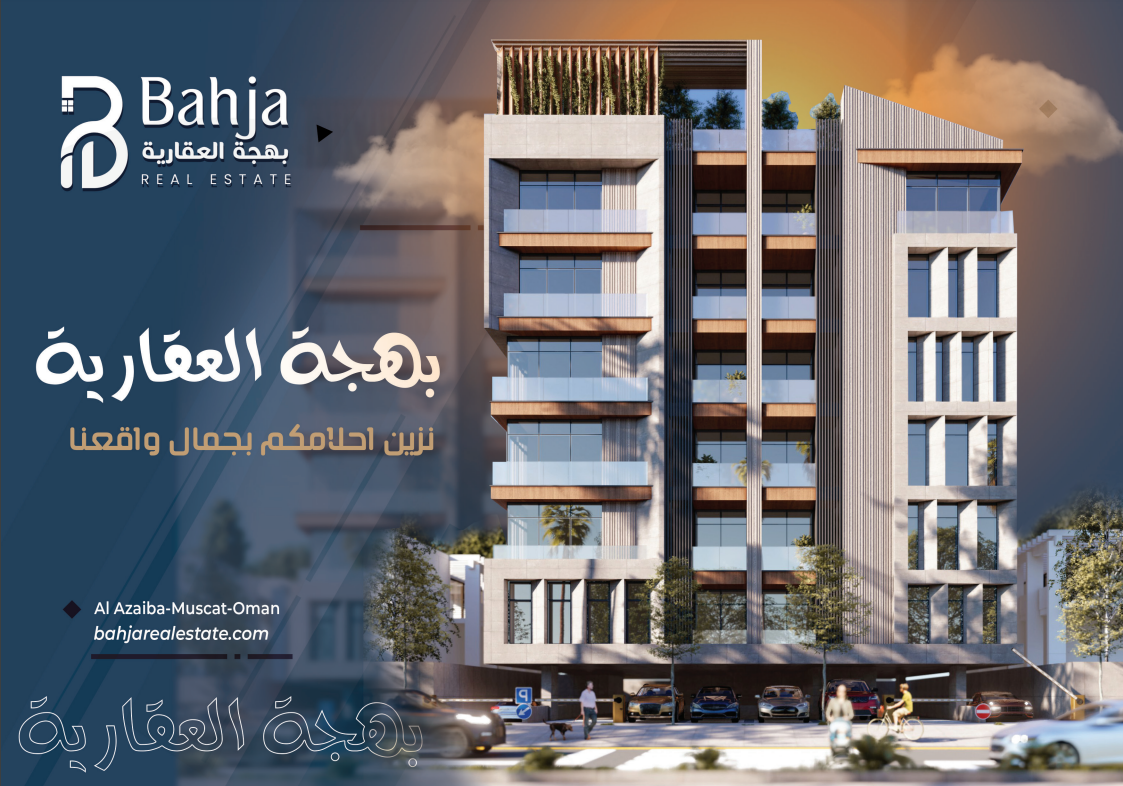 Bahja
بهجة العقارية
REAL ESTATE
بهجة العقارية
نزين احلامكم بجمال واقعنا
Al Azaiba-Muscat-Oman
bahjarealestate.com
بهجة العقارية
P